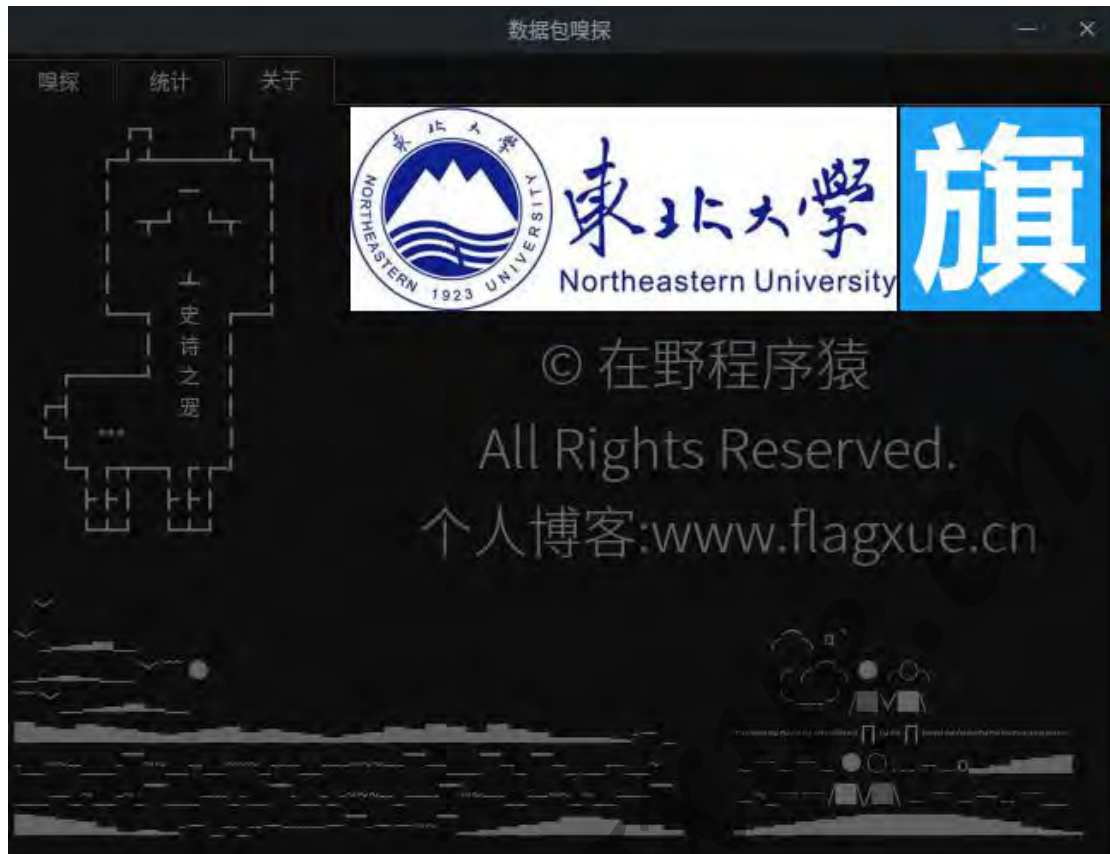 数据包嗅探
嗅探 统计 关于
東北大學
NORTHEASTERN 1923 UNIVERSITY
東北大學
Northeastern University
旗
史
诗
之
宠
© 在野程序猿
All Rights Reserved.
个人博客:www.flagxue.cn